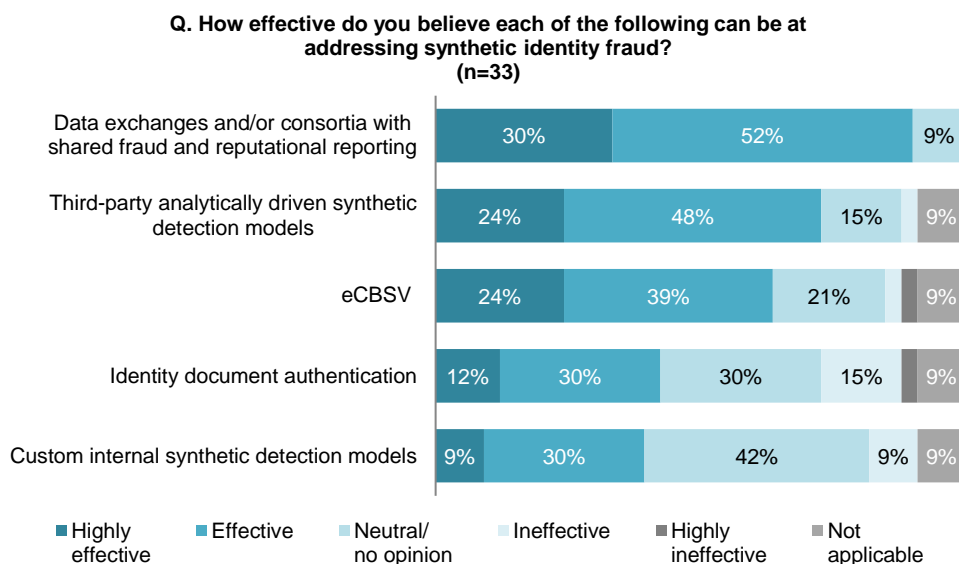 Q. How effective do you believe each of the following can be at
addressing synthetic identity fraud?
(n=33)
Data exchanges and/or consortia with
shared fraud and reputational reporting
30% 52% 9%
Third-party analytically driven synthetic
detection models
24% 48% 15% 9%
eCBSV
24% 39% 21% 9%
Identity document authentication
12% 30% 30% 15% 9%
Custom internal synthetic detection models
9% 30% 42% 9% 9%
Highly
effective
Effective
Neutral/
no opinion
Ineffective
Highly
ineffective
Not
applicable